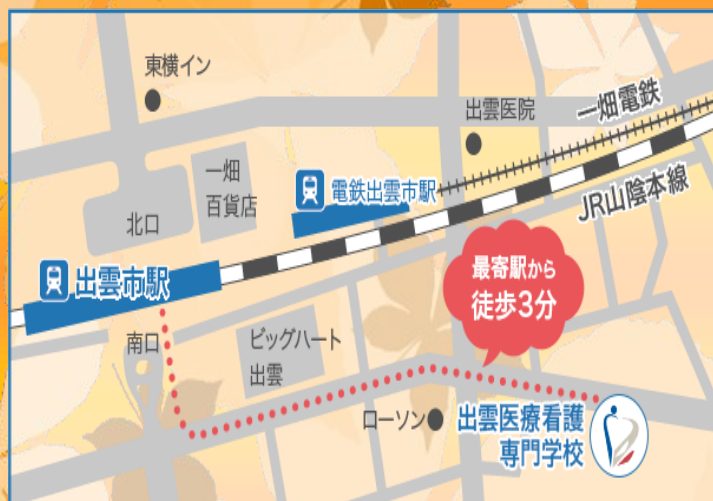 東横イン
出雲医院
一畑電鉄
一畑
百貨店
電鉄出雲市駅
JR山陰本線
北口
出雲市駅
最寄駅から
徒歩3分
南口
ビッグハート
出雲
ローソン
出雲医療看護
専門学校